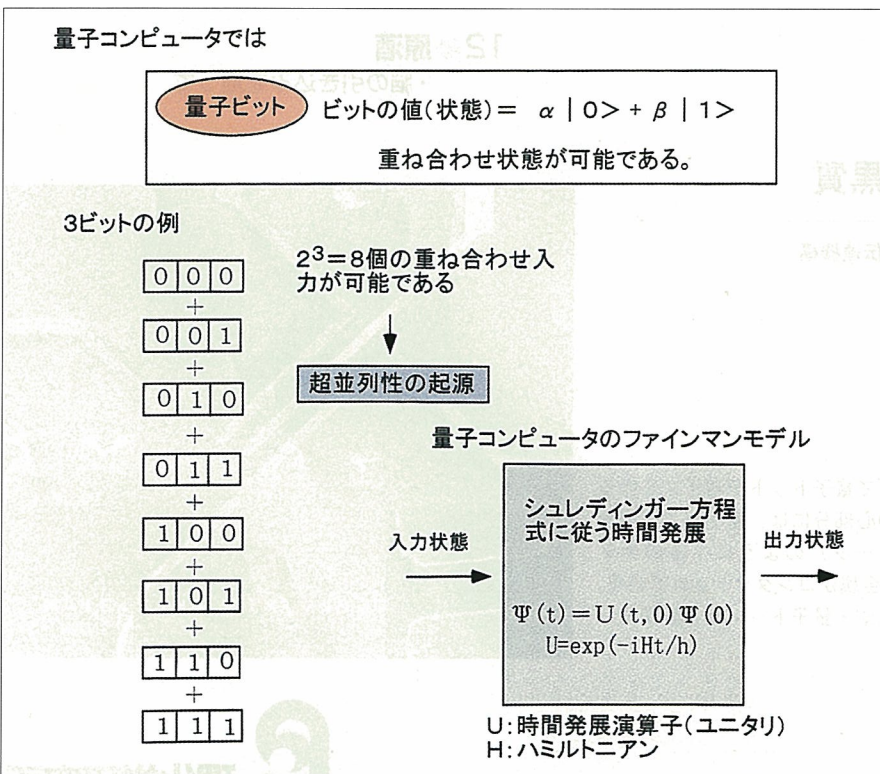 量子コンピュータでは
量子ビット ビットの値(状態)= α | 0> + β | 1>
重ね合わせ状態が可能である。
3ビットの例
0 0 0
+
0 0 1
+
0 1 0
+
0 1 1
+
1 0 0
+
1 0 1
+
1 1 0
+
1 1 1
2³=8個の重ね合わせ入
力が可能である
超並列性の起源
量子コンピュータのファインマンモデル
入力状態
シュレディンガー方程
式に従う時間発展
Ψ(t)=U(t,0)Ψ(0)
U=exp(-iHt/h)
出力状態
U:時間発展演算子(ユニタリ)
H:ハミルトニアン